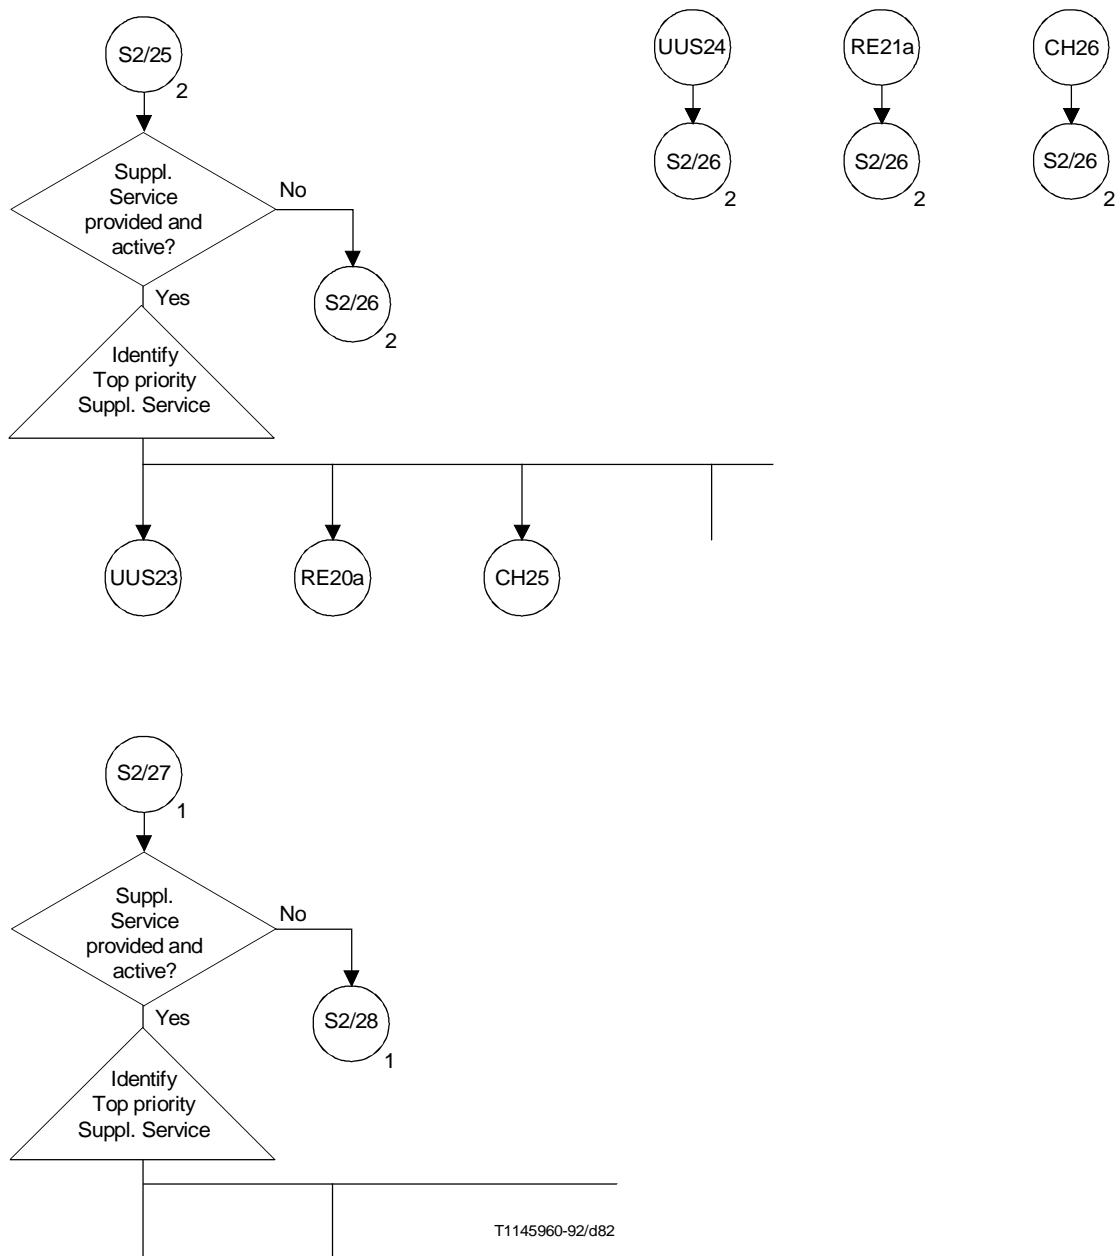 S2/25
2
Suppl.
Service
provided and
active?
No
S2/26
2
Yes
Identify
Top priority
Suppl. Service
UUS23
RE20a
CH25
UUS24
S2/26
2
RE21a
S2/26
2
CH26
S2/26
2
S2/27
1
Suppl.
Service
provided and
active?
No
S2/28
1
Yes
Identify
Top priority
Suppl. Service
T1145960-92/d82